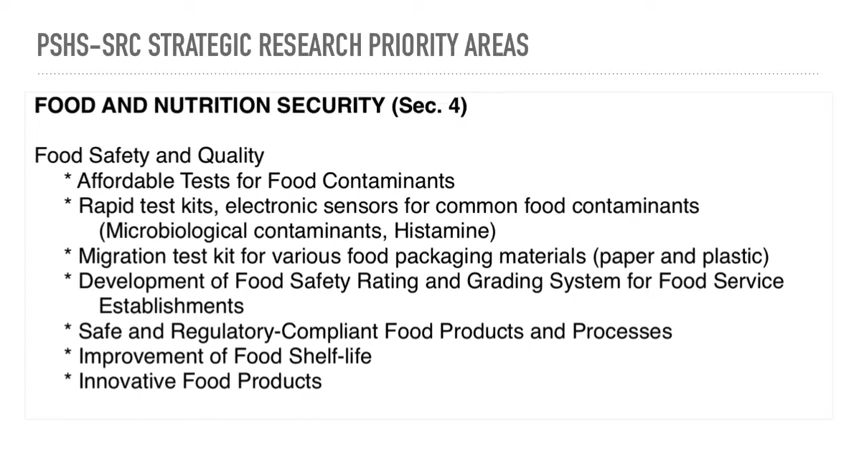 PSHS-SRC STRATEGIC RESEARCH PRIORITY AREAS
FOOD AND NUTRITION SECURITY (Sec. 4)
Food Safety and Quality
* Affordable Tests for Food Contaminants
* Rapid test kits, electronic sensors for common food contaminants
(Microbiological contaminants, Histamine)
* Migration test kit for various food packaging materials (paper and plastic)
* Development of Food Safety Rating and Grading System for Food Service
Establishments
* Safe and Regulatory-Compliant Food Products and Processes
* Improvement of Food Shelf-life
* Innovative Food Products